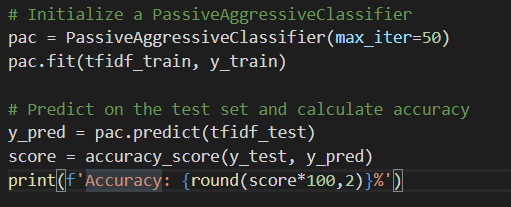 # Initialize a PassiveAggressiveClassifier
pac = PassiveAggressiveClassifier(max_iter=50)
pac.fit(tfidf_train, y_train)
# Predict on the test set and calculate accuracy
y_pred = pac.predict(tfidf_test)
score = accuracy_score(y_test, y_pred)
print(f'Accuracy: {round(score*100,2)}%')